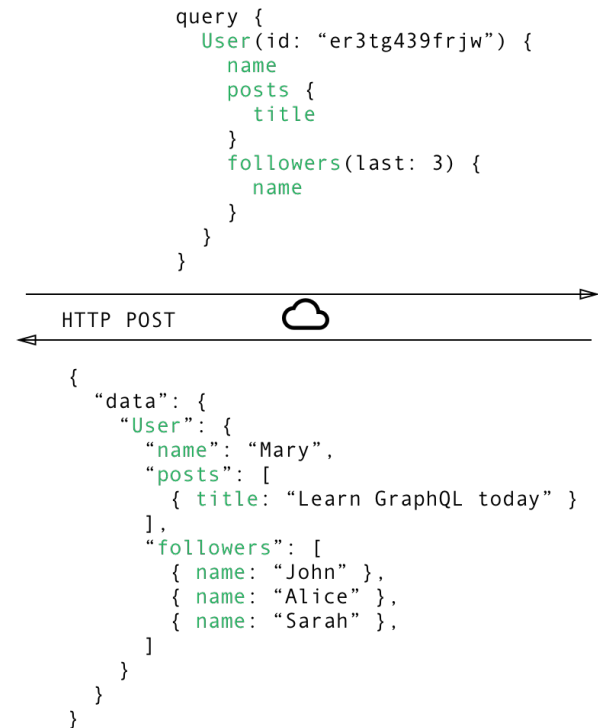 query {
  User(id: “er3tg439frjw”) {
    name
    posts {
      title
    }
    followers(last: 3) {
      name
    }
  }
}
HTTP POST
{
  “data”: {
    “User”: {
      “name”: “Mary”,
      “posts”: [
        { title: “Learn GraphQL today” }
      ],
      “followers”: [
        { name: “John” },
        { name: “Alice” },
        { name: “Sarah” },
      ]
    }
  }
}